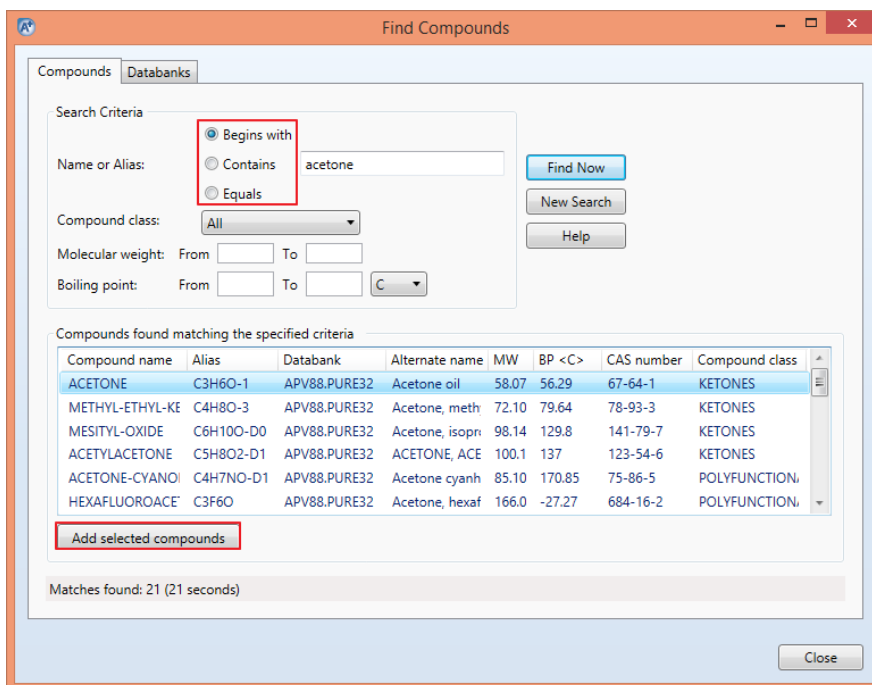 Find Compounds
Compounds Databanks
Search Criteria
Begins with
Name or Alias: Contains acetone Find Now
Equals New Search
Compound class: All
Help
Molecular weight: From To
Boiling point: From To C
Compounds found matching the specified criteria
Compound name Alias Databank Alternate name MW BP <C> CAS number Compound class
ACETONE C3H6O-1 APV88.PURE32 Acetone oil 58.07 56.29 67-64-1 KETONES
METHYL-ETHYL-KE C4H8O-3 APV88.PURE32 Acetone, meth 72.10 79.64 78-93-3 KETONES
MESITYL-OXIDE C6H10O-D0 APV88.PURE32 Acetone, isopro 98.14 129.8 141-79-7 KETONES
ACETYLACETONE C5H8O2-D1 APV88.PURE32 ACETONE, ACE 100.1 137 123-54-6 KETONES
ACETONE-CYANO C4H7NO-D1 APV88.PURE32 Acetone cyanh 85.10 170.85 75-86-5 POLYFUNCTION
HEXAFLUOROACE C3F6O APV88.PURE32 Acetone, hexaf 166.0 -27.27 684-16-2 POLYFUNCTION
Add selected compounds
Matches found: 21 (21 seconds)
Close